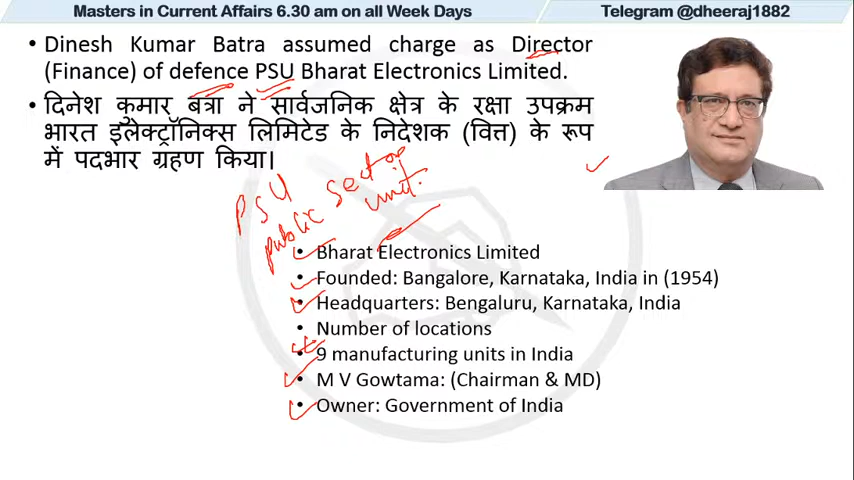 Masters in Current Affairs 6.30 am on all Week Days
Telegram @dheeraj1882
• Dinesh Kumar Batra assumed charge as Director
(Finance) of defence PSU Bharat Electronics Limited.
• दिनेश कुमार बत्रा ने सार्वजनिक क्षेत्र के रक्षा उपक्रम
भारत इलेक्ट्रॉनिक्स लिमिटेड के निदेशक (वित्त) के रूप
में पदभार ग्रहण किया।
PSU
public Sector
unit.
• Bharat Electronics Limited
• Founded: Bangalore, Karnataka, India in (1954)
• Headquarters: Bengaluru, Karnataka, India
• Number of locations
• 9 manufacturing units in India
• M V Gowtama: (Chairman & MD)
• Owner: Government of India